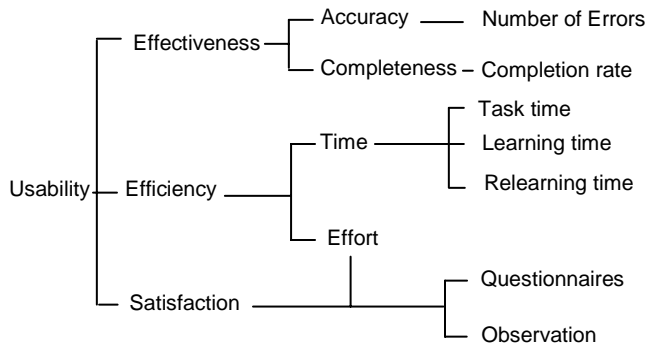 Usability
Effectiveness
Accuracy
Number of Errors
Completeness
Completion rate
Efficiency
Time
Task time
Learning time
Relearning time
Effort
Satisfaction
Questionnaires
Observation